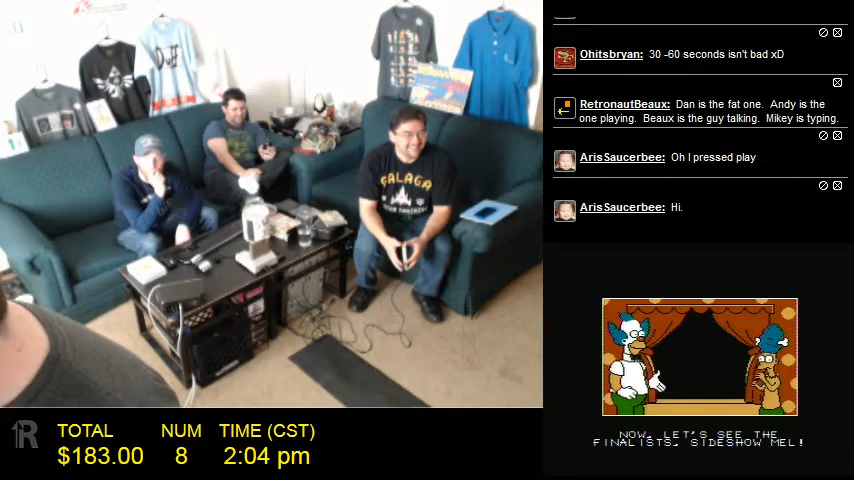 Duff
GALAGA
Ohitsbryan: 30 -60 seconds isn't bad xD
RetronautBeaux: Dan is the fat one. Andy is the
one playing. Beaux is the guy talking. Mikey is typing.
ArisSaucerbee: Oh I pressed play
ArisSaucerbee: Hi.
NOW, LET'S SEE THE
FINALISTS, SIDESHOW MEL!
R
TOTAL NUM TIME (CST)
$183.00 8 2:04 pm